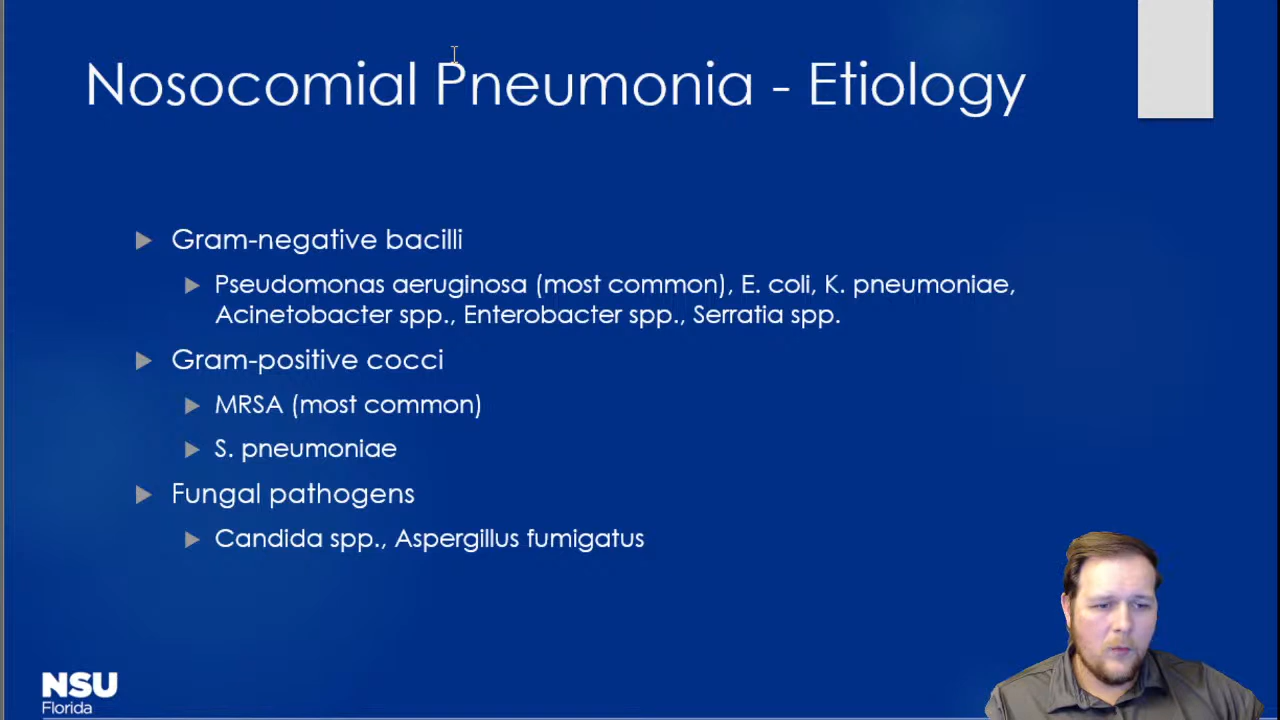 Nosocomial Pneumonia - Etiology
Gram-negative bacilli
Pseudomonas aeruginosa (most common), E. coli, K. pneumoniae,
Acinetobacter spp., Enterobacter spp., Serratia spp.
Gram-positive cocci
MRSA (most common)
S. pneumoniae
Fungal pathogens
Candida spp., Aspergillus fumigatus
NSU
Florida